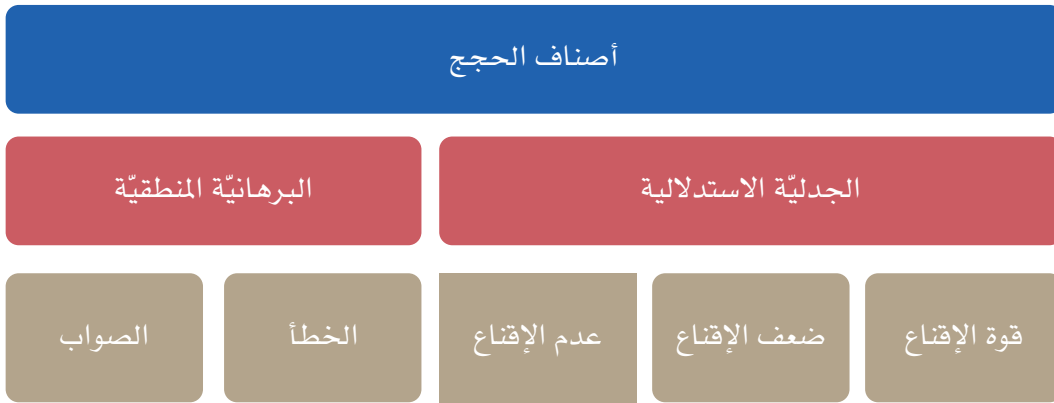 أصناف الحجج
الجدليّة الاستدلالية
البرهانيّة المنطقيّة
قوة الإقناع
ضعف الإقناع
عدم الإقناع
الخطأ
الصواب